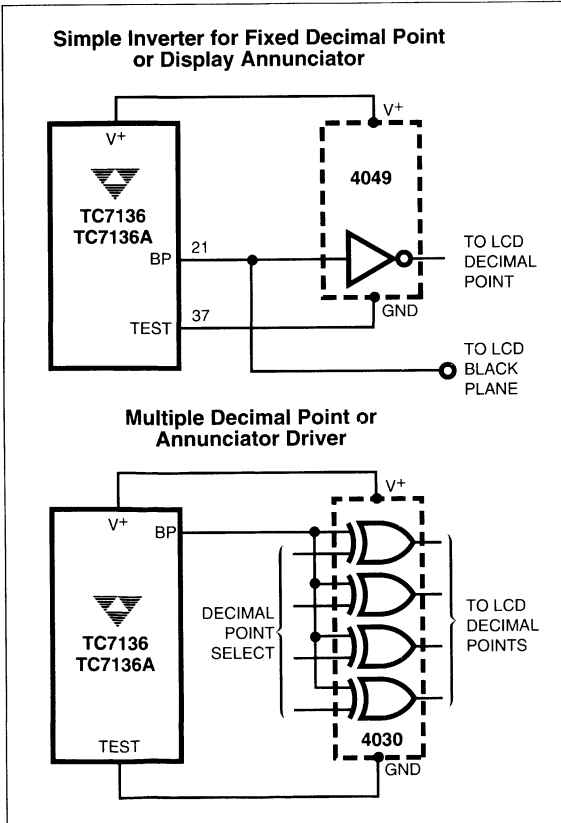 Simple Inverter for Fixed Decimal Point
or Display Annunciator
V+
V+
4049
TC7136
TC7136A
BP
21
TO LCD
DECIMAL
POINT
GND
TEST
37
TO LCD
BLACK
PLANE
Multiple Decimal Point or
Annunciator Driver
V+
V+
BP
DECIMAL
POINT
SELECT
TO LCD
DECIMAL
POINTS
TC7136
TC7136A
4030
TEST
GND